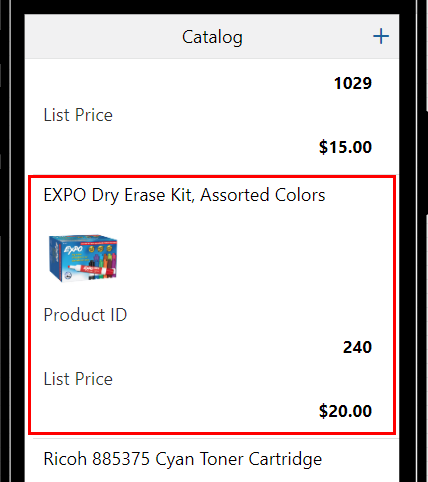 Catalog
1029
List Price
$15.00
EXPO Dry Erase Kit, Assorted Colors
EXPO
Product ID
240
List Price
$20.00
Ricoh 885375 Cyan Toner Cartridge